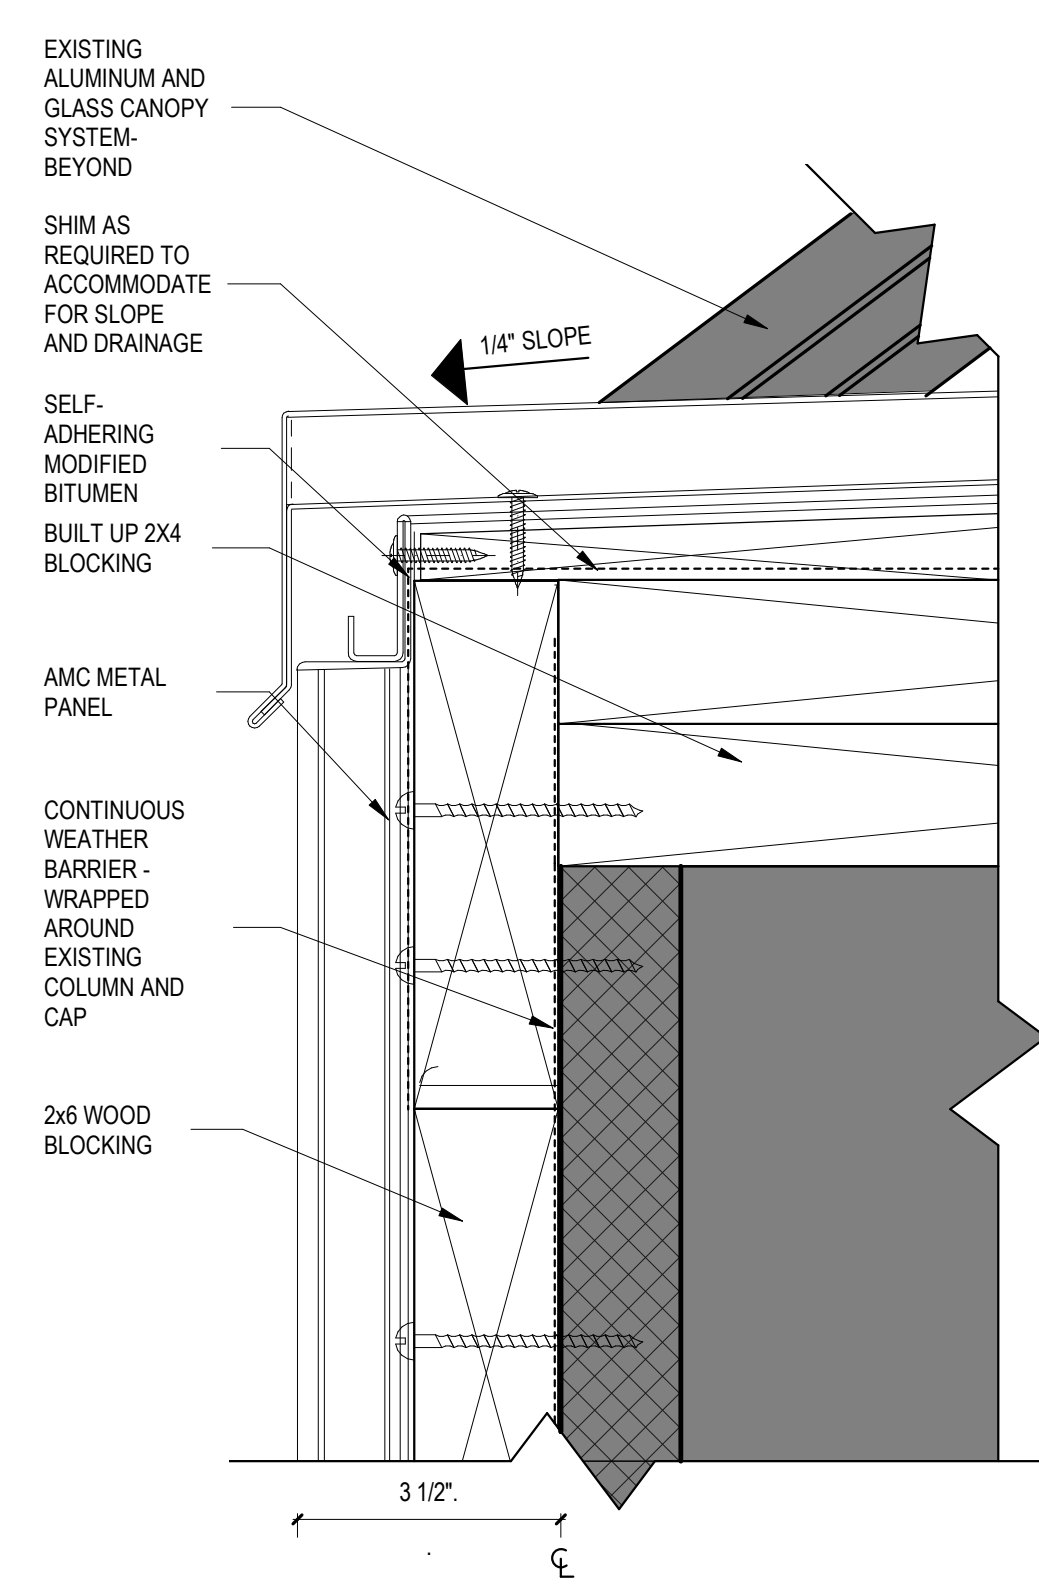 EXISTING
ALUMINUM AND
GLASS CANOPY
SYSTEM-
BEYOND
SHIM AS
REQUIRED TO
ACCOMMODATE
FOR SLOPE
AND DRAINAGE
1/4" SLOPE
SELF-
ADHERING
MODIFIED
BITUMEN
BUILT UP 2X4
BLOCKING
AMC METAL
PANEL
CONTINUOUS
WEATHER
BARRIER -
WRAPPED
AROUND
EXISTING
COLUMN AND
CAP
2x6 WOOD
BLOCKING
3 1/2".
.
℄